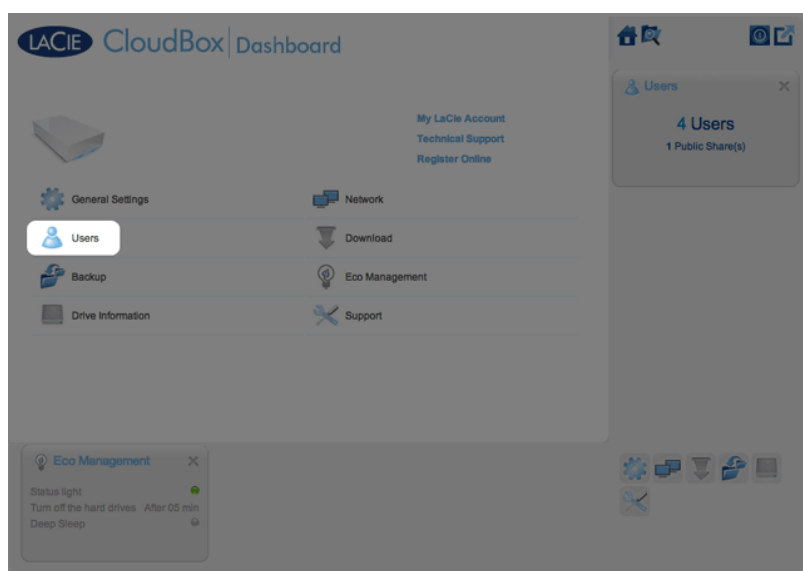 LACIE CloudBox Dashboard
My LaCie Account
Technical Support
Register Online
General Settings
Network
Users
Download
Backup
Eco Management
Drive Information
Support
Users
4 Users
1 Public Share(s)
Eco Management
Status light
Turn off the hard drives After 05 min
Deep Sleep